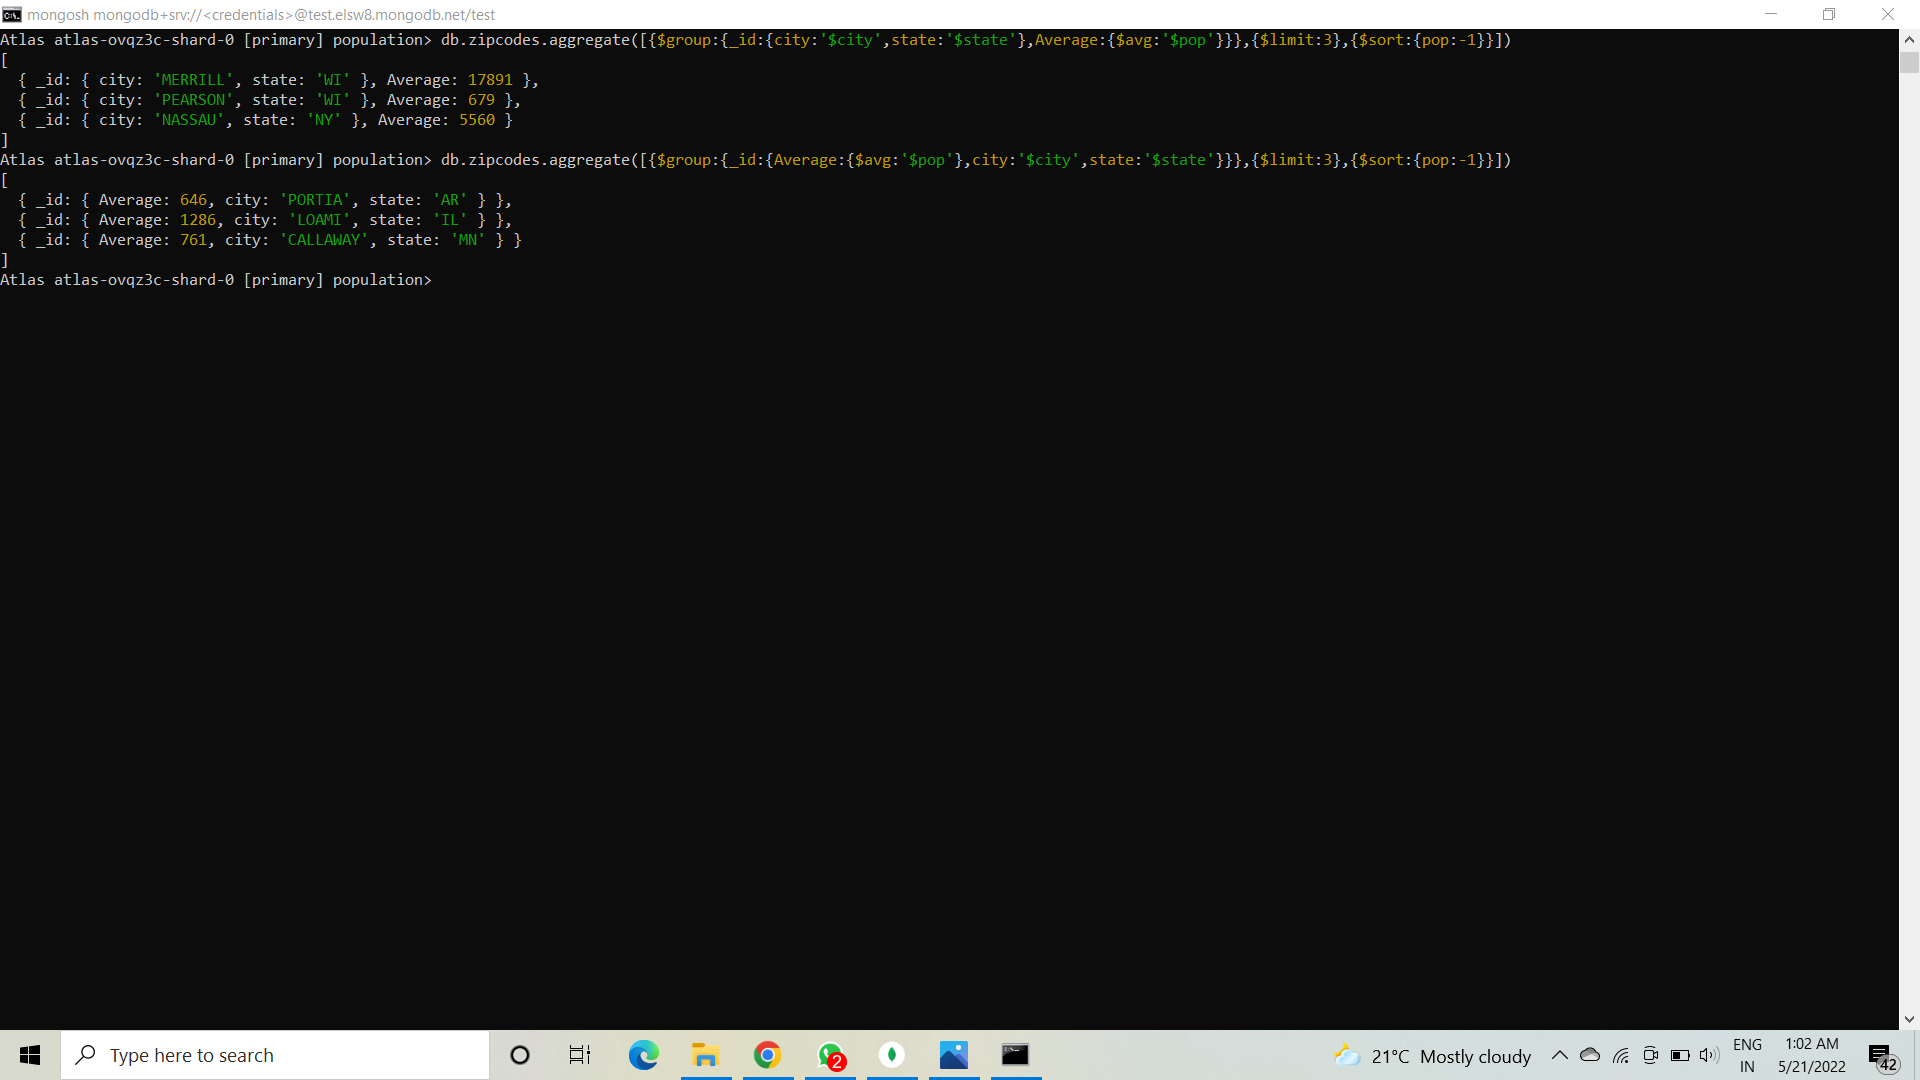 mongosh mongodb+srv://<credentials>@test.elsw8.mongodb.net/test
Atlas atlas-ovqz3c-shard-0 [primary] population> db.zipcodes.aggregate([{$group:{_id:{city:'$city',state:'$state'},Average:{$avg:'$pop'}}},{$limit:3},{$sort:{pop:-1}}])
[
  { _id: { city: 'MERRILL', state: 'WI' }, Average: 17891 },
  { _id: { city: 'PEARSON', state: 'WI' }, Average: 679 },
  { _id: { city: 'NASSAU', state: 'NY' }, Average: 5560 }
]
Atlas atlas-ovqz3c-shard-0 [primary] population> db.zipcodes.aggregate([{$group:{_id:{Average:{$avg:'$pop'},city:'$city',state:'$state'}}},{$limit:3},{$sort:{pop:-1}}])
[
  { _id: { Average: 646, city: 'PORTIA', state: 'AR' } },
  { _id: { Average: 1286, city: 'LOAMI', state: 'IL' } },
  { _id: { Average: 761, city: 'CALLAWAY', state: 'MN' } }
]
Atlas atlas-ovqz3c-shard-0 [primary] population>
Type here to search
2
21°C Mostly cloudy
ENG
IN
1:02 AM
5/21/2022
42